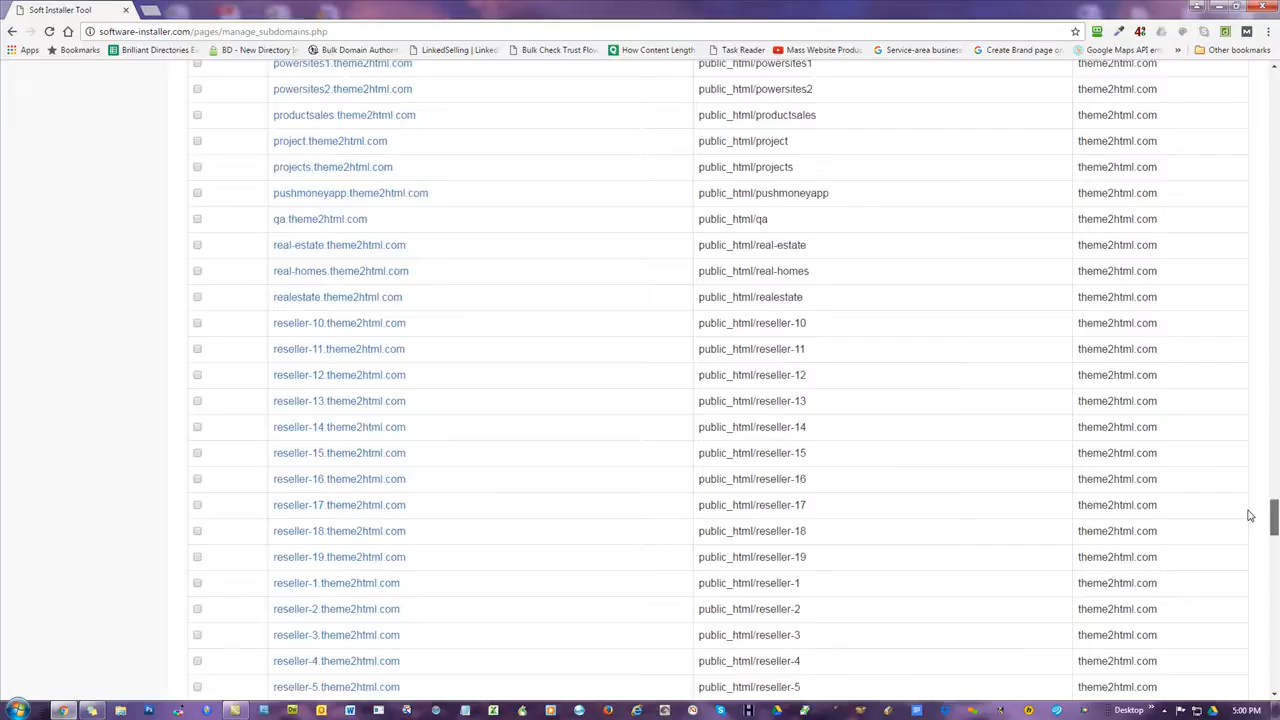 Soft Installer Tool
software-installer.com/pages/manage_subdomains.php
Apps Bookmarks Brilliant Directories BD - New Directory Bulk Domain Author LinkedSelling | Linked Bulk Check Trust Flow How Content Length Task Reader Mass Website Produ Service-area business Create Brand page on Google Maps API err » Other bookmarks
powersites1.theme2html.com public_html/powersites1 theme2html.com
powersites2.theme2html.com public_html/powersites2 theme2html.com
productsales.theme2html.com public_html/productsales theme2html.com
project.theme2html.com public_html/project theme2html.com
projects.theme2html.com public_html/projects theme2html.com
pushmoneyapp.theme2html.com public_html/pushmoneyapp theme2html.com
qa.theme2html.com public_html/qa theme2html.com
real-estate.theme2html.com public_html/real-estate theme2html.com
real-homes.theme2html.com public_html/real-homes theme2html.com
realestate.theme2html.com public_html/realestate theme2html.com
reseller-10.theme2html.com public_html/reseller-10 theme2html.com
reseller-11.theme2html.com public_html/reseller-11 theme2html.com
reseller-12.theme2html.com public_html/reseller-12 theme2html.com
reseller-13.theme2html.com public_html/reseller-13 theme2html.com
reseller-14.theme2html.com public_html/reseller-14 theme2html.com
reseller-15.theme2html.com public_html/reseller-15 theme2html.com
reseller-16.theme2html.com public_html/reseller-16 theme2html.com
reseller-17.theme2html.com public_html/reseller-17 theme2html.com
reseller-18.theme2html.com public_html/reseller-18 theme2html.com
reseller-19.theme2html.com public_html/reseller-19 theme2html.com
reseller-1.theme2html.com public_html/reseller-1 theme2html.com
reseller-2.theme2html.com public_html/reseller-2 theme2html.com
reseller-3.theme2html.com public_html/reseller-3 theme2html.com
reseller-4.theme2html.com public_html/reseller-4 theme2html.com
reseller-5.theme2html.com public_html/reseller-5 theme2html.com
Desktop » 5:00 PM